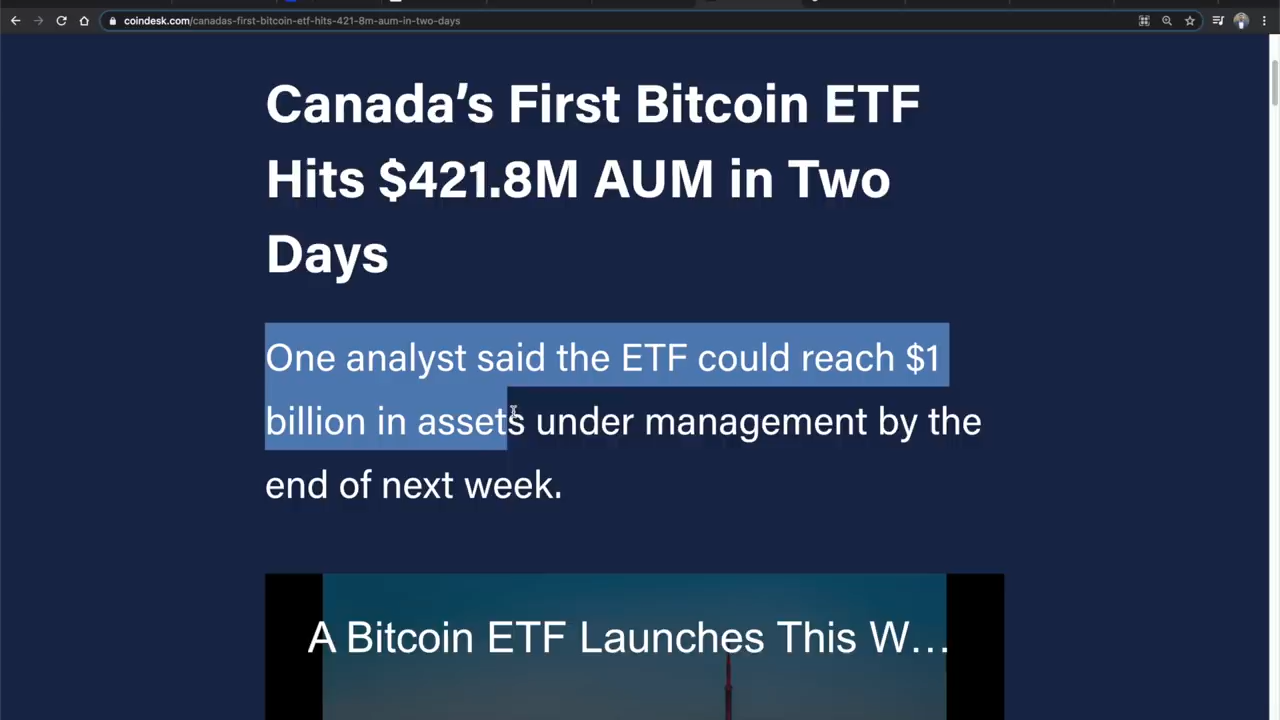 coindesk.com/canadas-first-bitcoin-etf-hits-421-8m-aum-in-two-days
Canada's First Bitcoin ETF
Hits $421.8M AUM in Two
Days
One analyst said the ETF could reach $1
billion in assets under management by the
end of next week.
A Bitcoin ETF Launches This W...